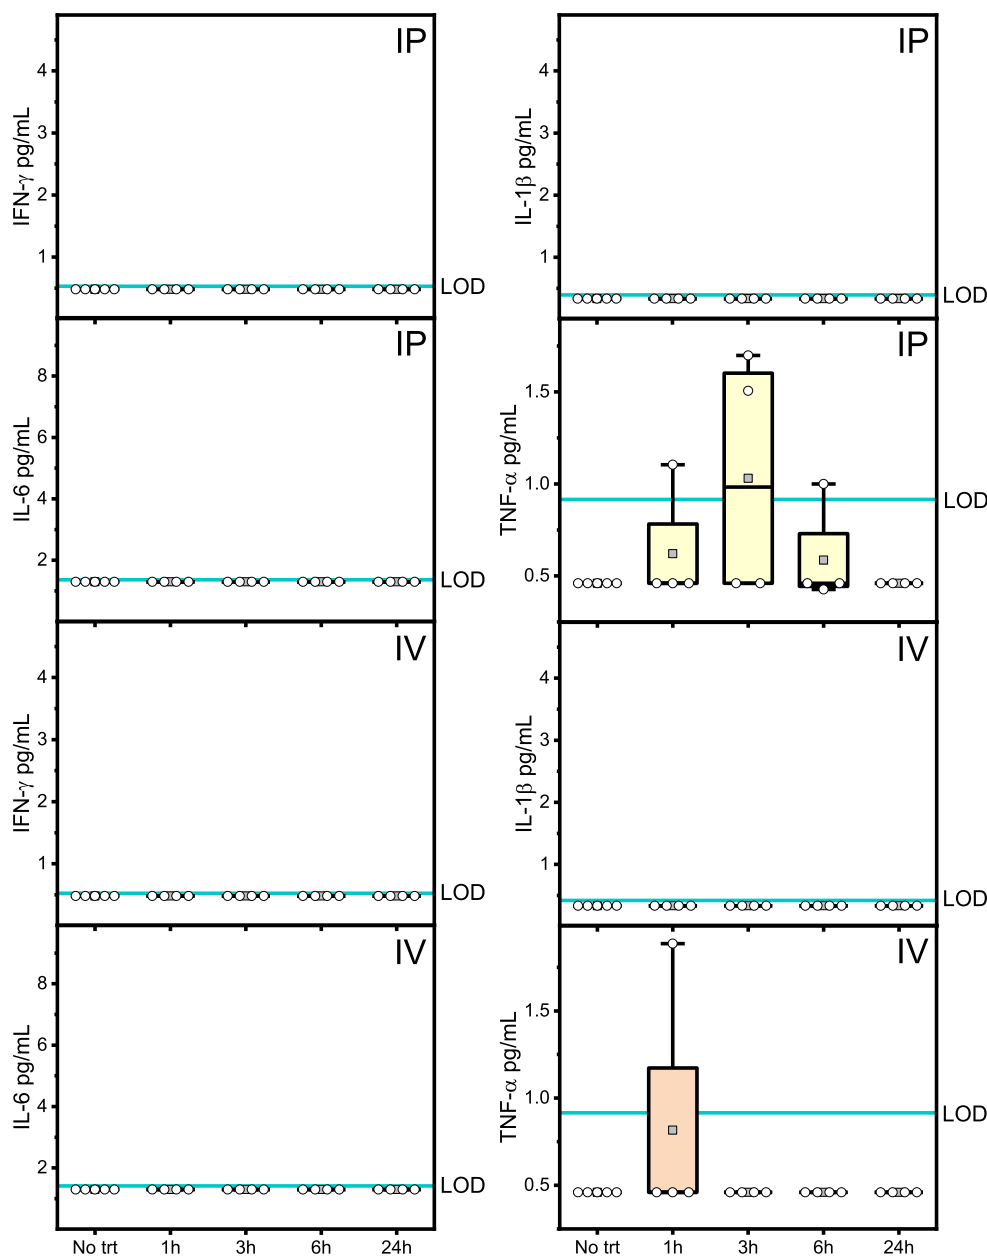 IP
4
3
2
1
IFN-γ pg/mL
LOD
IP
4
3
2
1
IL-1β pg/mL
LOD
IP
8
6
4
2
IL-6 pg/mL
LOD
IP
1.5
1.0
0.5
TNF-α pg/mL
LOD
IV
4
3
2
1
IFN-γ pg/mL
LOD
IV
4
3
2
1
IL-1β pg/mL
LOD
IV
8
6
4
2
IL-6 pg/mL
LOD
No trt 1h 3h 6h 24h
IV
1.5
1.0
0.5
TNF-α pg/mL
LOD
No trt 1h 3h 6h 24h